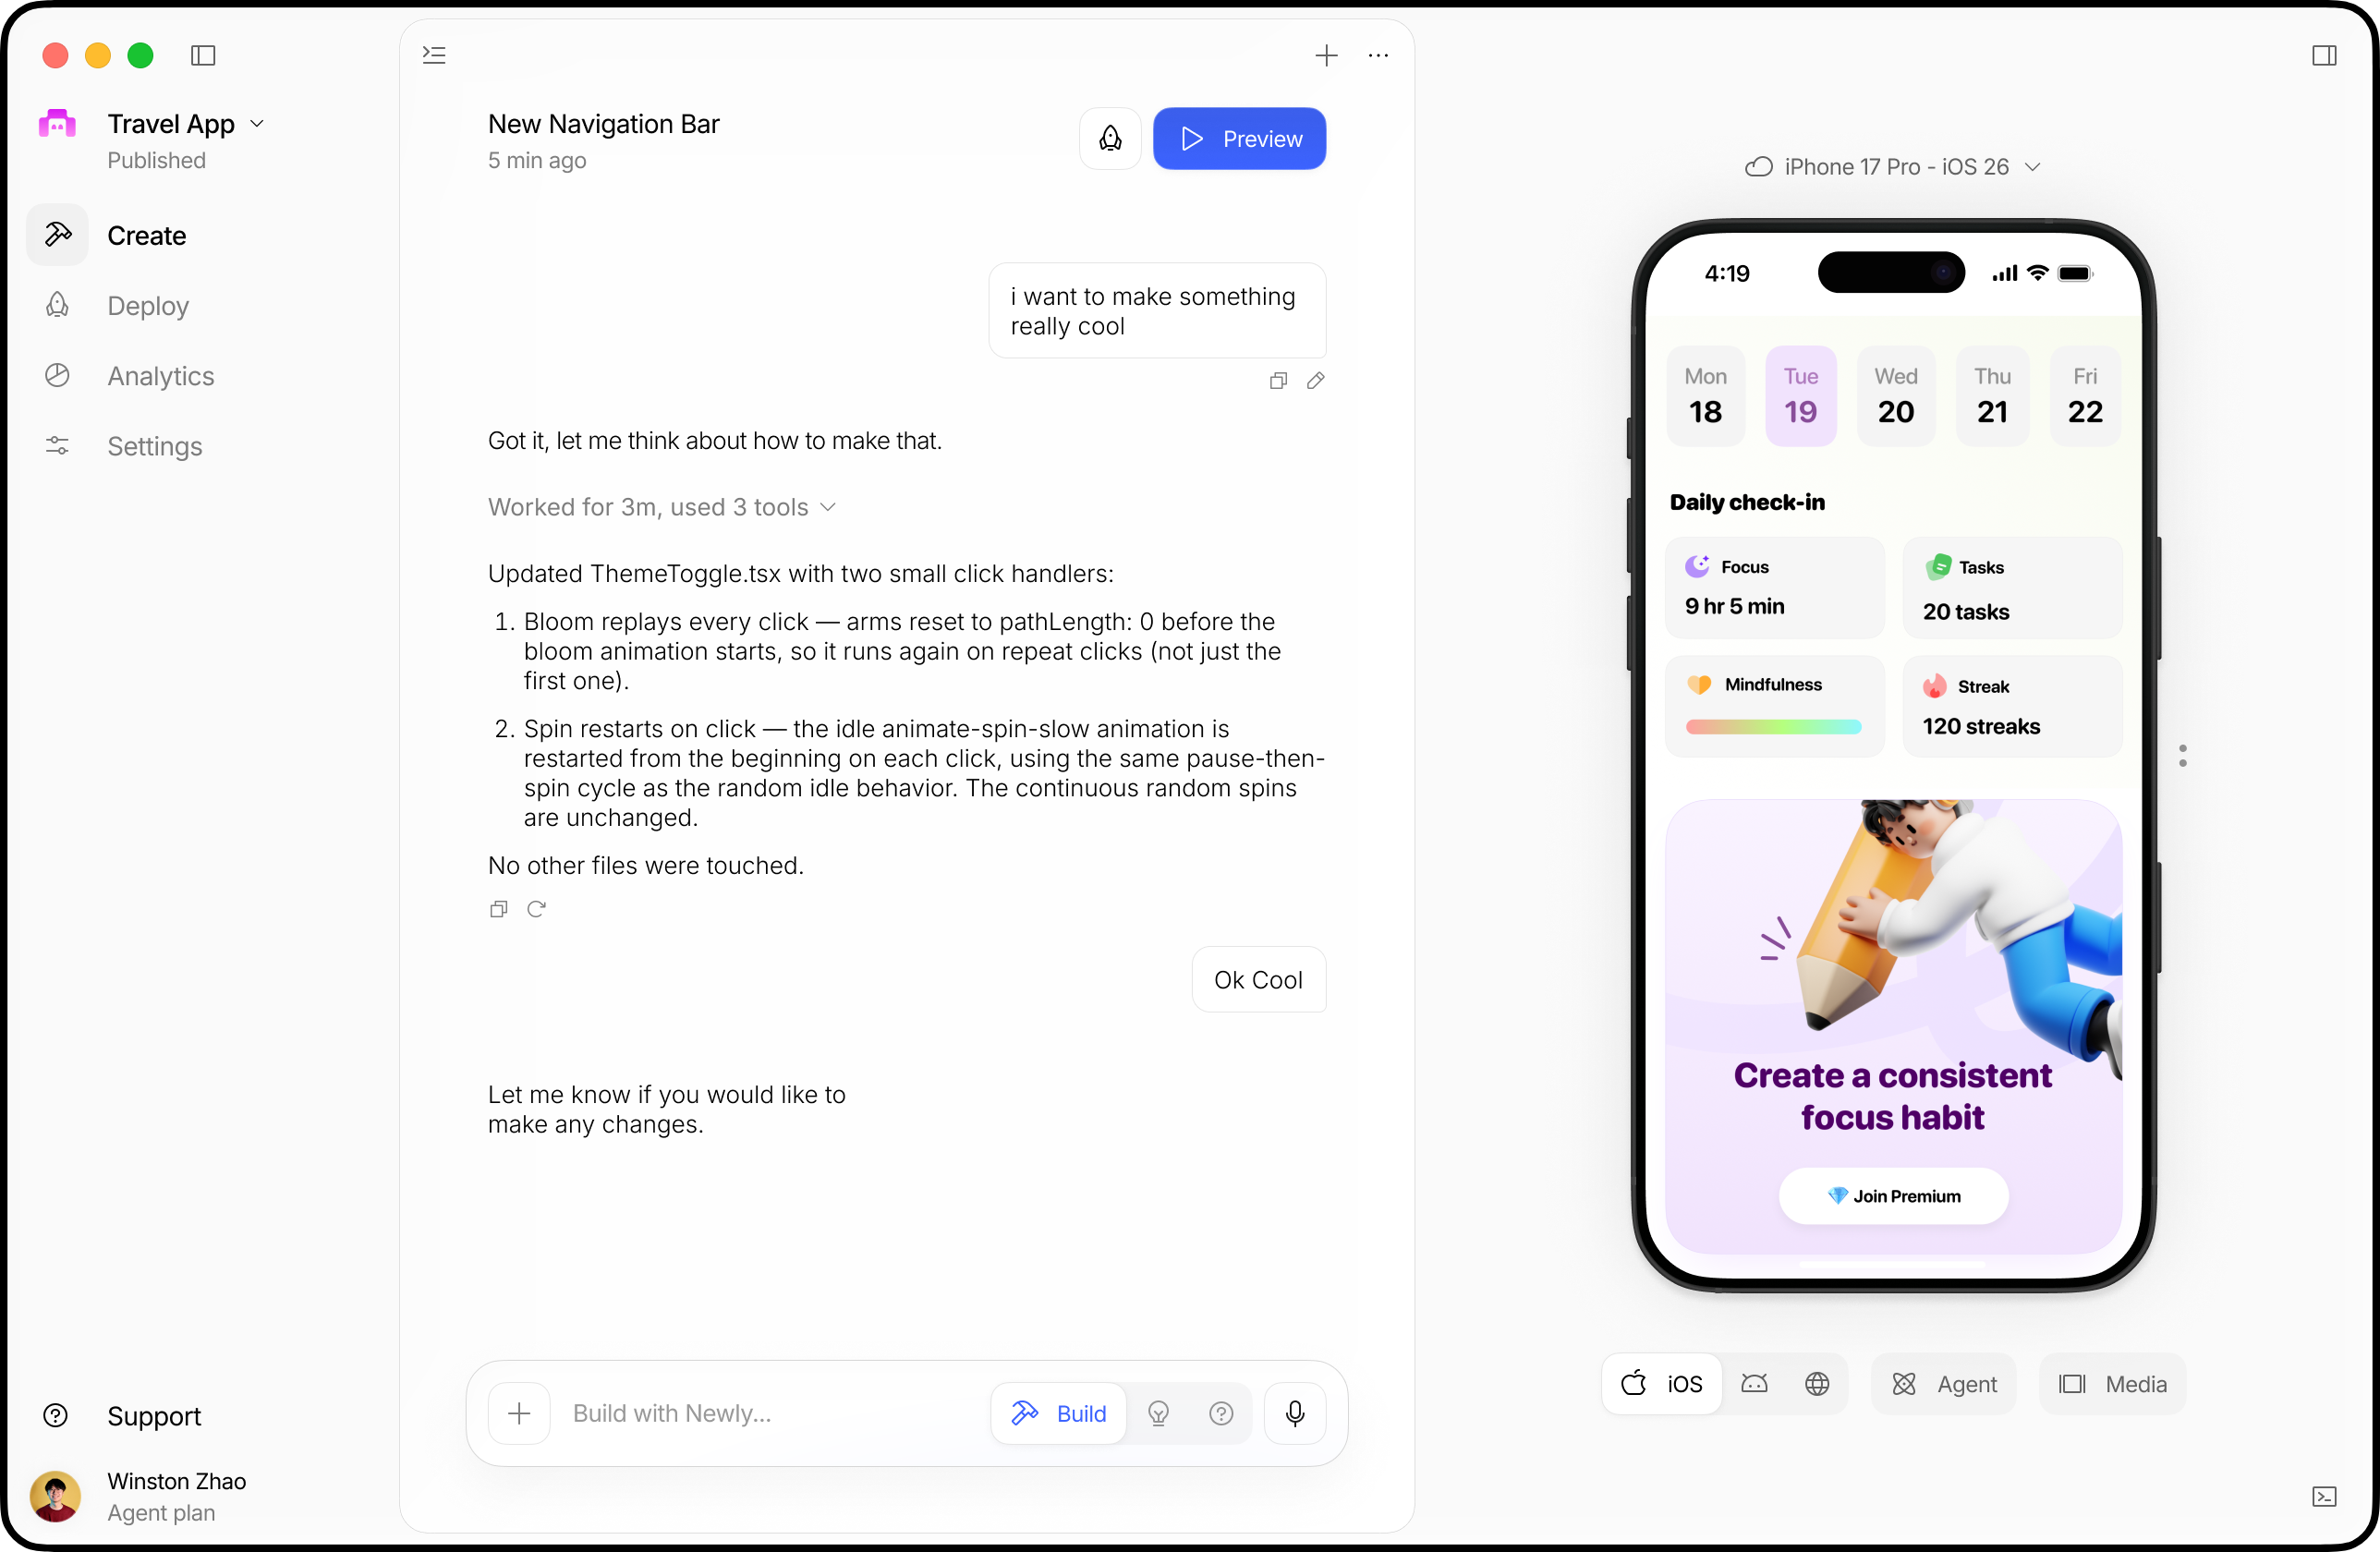 Travel App
Published
Create
Deploy
Analytics
Settings
Support
Winston Zhao
Agent plan
New Navigation Bar
5 min ago
Preview
i want to make something
really cool
Got it, let me think about how to make that.
Worked for 3m, used 3 tools
Updated ThemeToggle.tsx with two small click handlers:
1. Bloom replays every click — arms reset to pathLength: 0 before the
bloom animation starts, so it runs again on repeat clicks (not just the
first one).
2. Spin restarts on click — the idle animate-spin-slow animation is
restarted from the beginning on each click, using the same pause-then-
spin cycle as the random idle behavior. The continuous random spins
are unchanged.
No other files were touched.
Ok Cool
Let me know if you would like to
make any changes.
Build with Newly...
Build
iPhone 17 Pro - iOS 26
4:19
Mon Tue Wed Thu Fri
18 19 20 21 22
Daily check-in
Focus
9 hr 5 min
Tasks
20 tasks
Mindfulness
Streak
120 streaks
Create a consistent
focus habit
Join Premium
iOS
Agent
Media